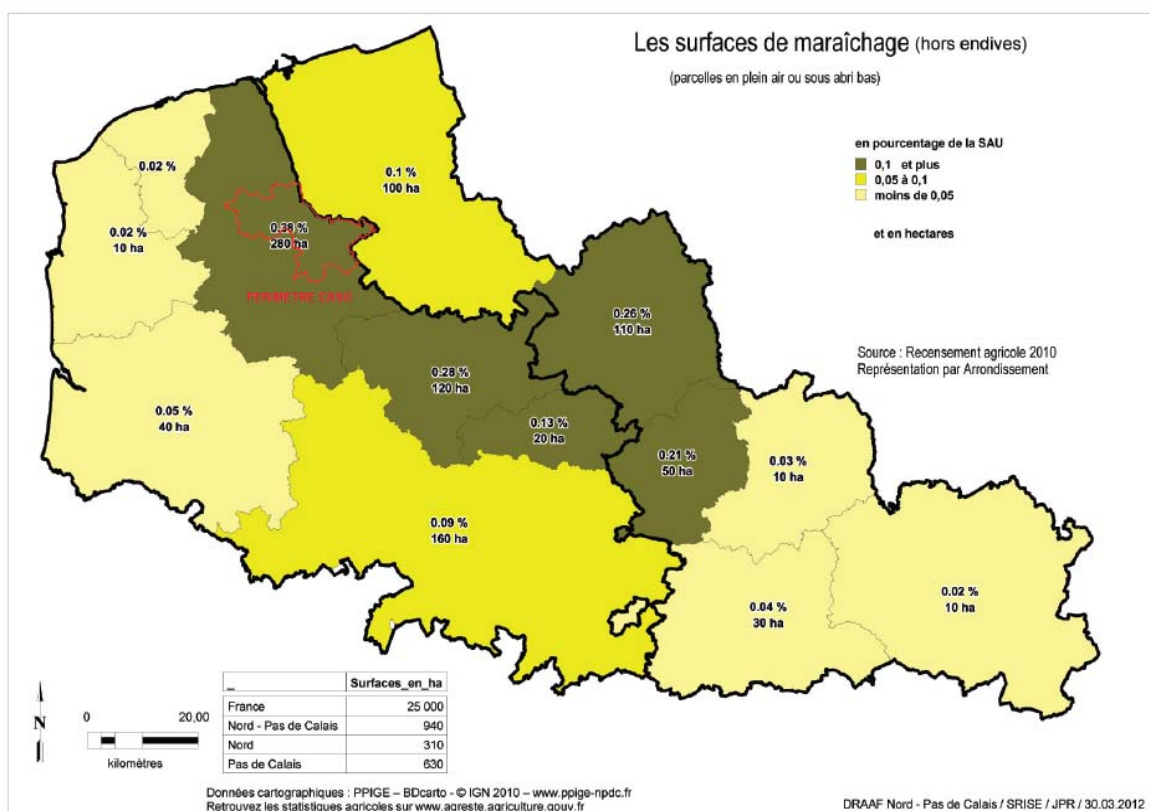 Les surfaces de maraîchage (hors endives)
(parcelles en plein air ou sous abri bas)
en pourcentage de la SAU
0,1 et plus
0,05 à 0,1
moins de 0,05
et en hectares
Source : Recensement agricole 2010
Représentation par Arrondissement
0.02 %
0.02 %
10 ha
0.1 %
100 ha
0.38 %
280 ha
PERIMETRE CASO
0.26 %
110 ha
0.28 %
120 ha
0.13 %
20 ha
0.05 %
40 ha
0.21 %
50 ha
0.03 %
10 ha
0.09 %
160 ha
0.04 %
30 ha
0.02 %
10 ha
_ Surfaces_en_ha
France 25 000
Nord - Pas de Calais 940
Nord 310
Pas de Calais 630
N
0 20,00
kilomètres
Données cartographiques : PPIGE – BDcarto - © IGN 2010 – www.ppige-npdc.fr
Retrouvez les statistiques agricoles sur www.agreste.agriculture.gouv.fr
DRAAF Nord - Pas de Calais / SRISE / JPR / 30.03.2012